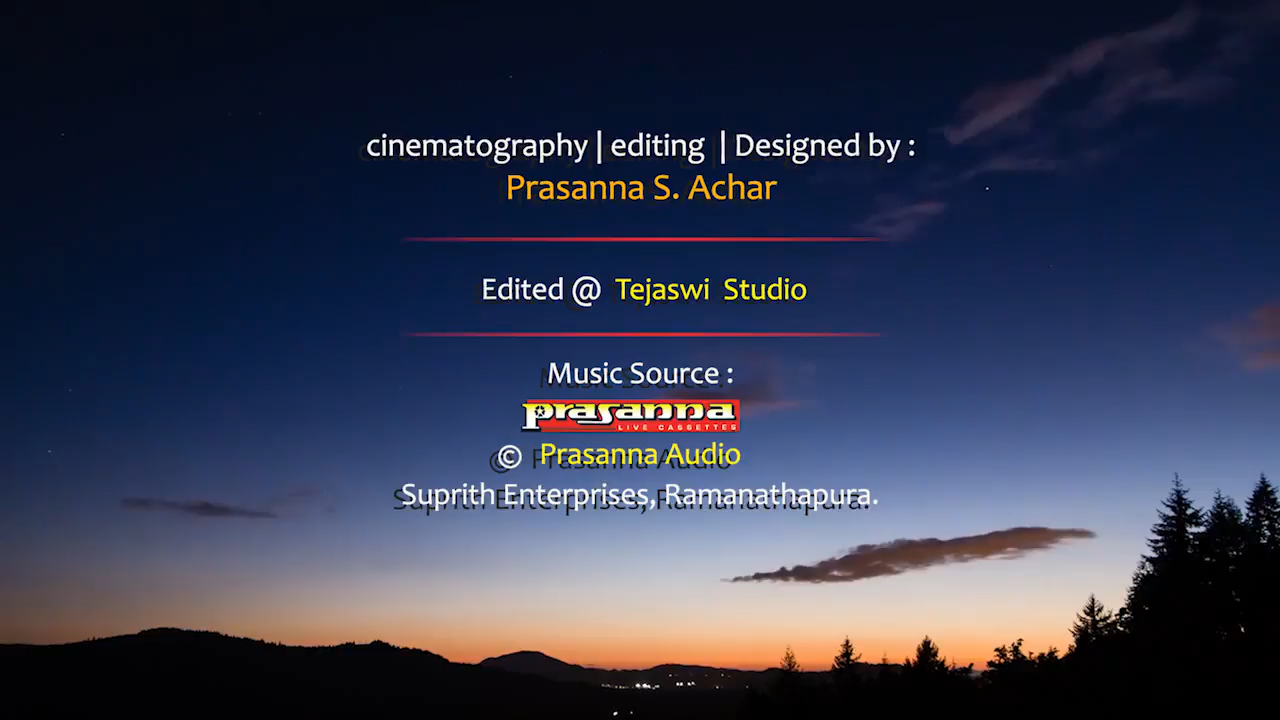 cinematography | editing | Designed by :
Prasanna S. Achar
Edited @ Tejaswi Studio
Music Source :
prasanna
LIVE CASSETTES
© Prasanna Audio
Suprith Enterprises, Ramanathapura.